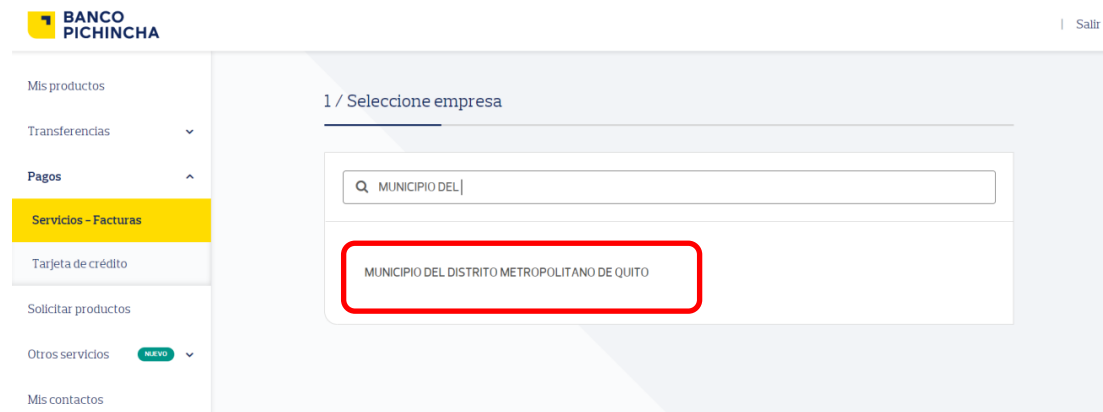 BANCO
PICHINCHA
| Salir
Mis productos
Transferencias
Pagos
Servicios – Facturas
Tarjeta de crédito
Solicitar productos
Otros servicios NUEVO
Mis contactos
1 / Seleccione empresa
MUNICIPIO DEL
MUNICIPIO DEL DISTRITO METROPOLITANO DE QUITO